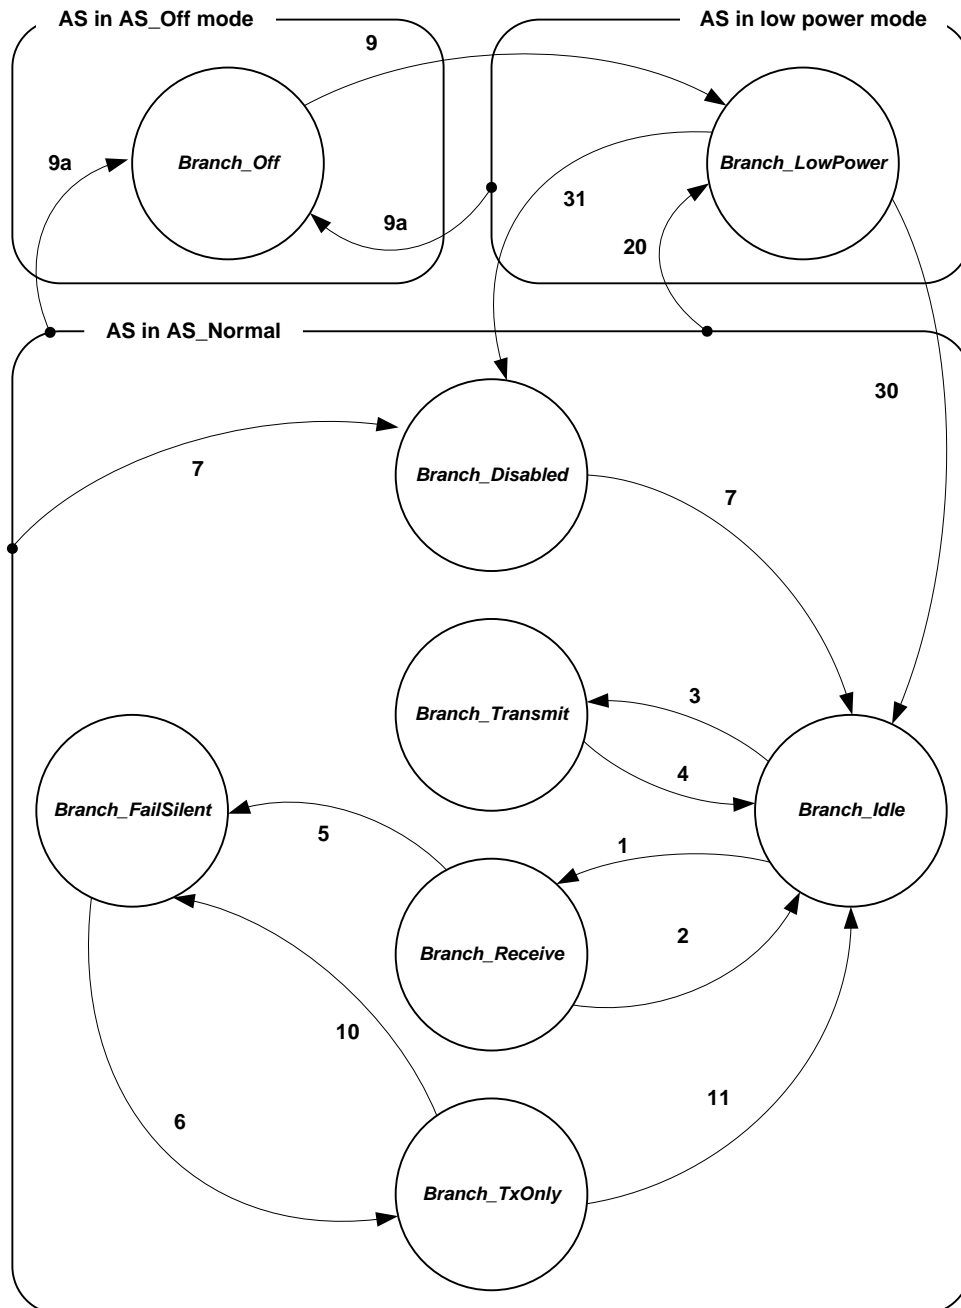 AS in AS_Off mode
AS in low power mode
9
9a
Branch_Off
Branch_LowPower
31
9a
20
AS in AS_Normal
30
7
Branch_Disabled
7
3
Branch_Transmit
4
Branch_FailSilent
Branch_Idle
5
1
2
Branch_Receive
10
11
6
Branch_TxOnly